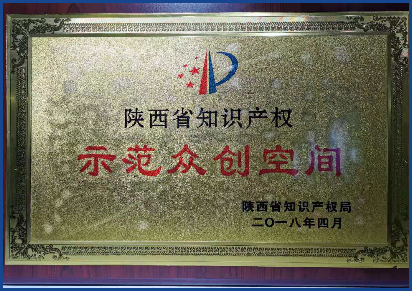 陕西省知识产权
示范众创空间
陕西省知识产权局
二〇一八年四月